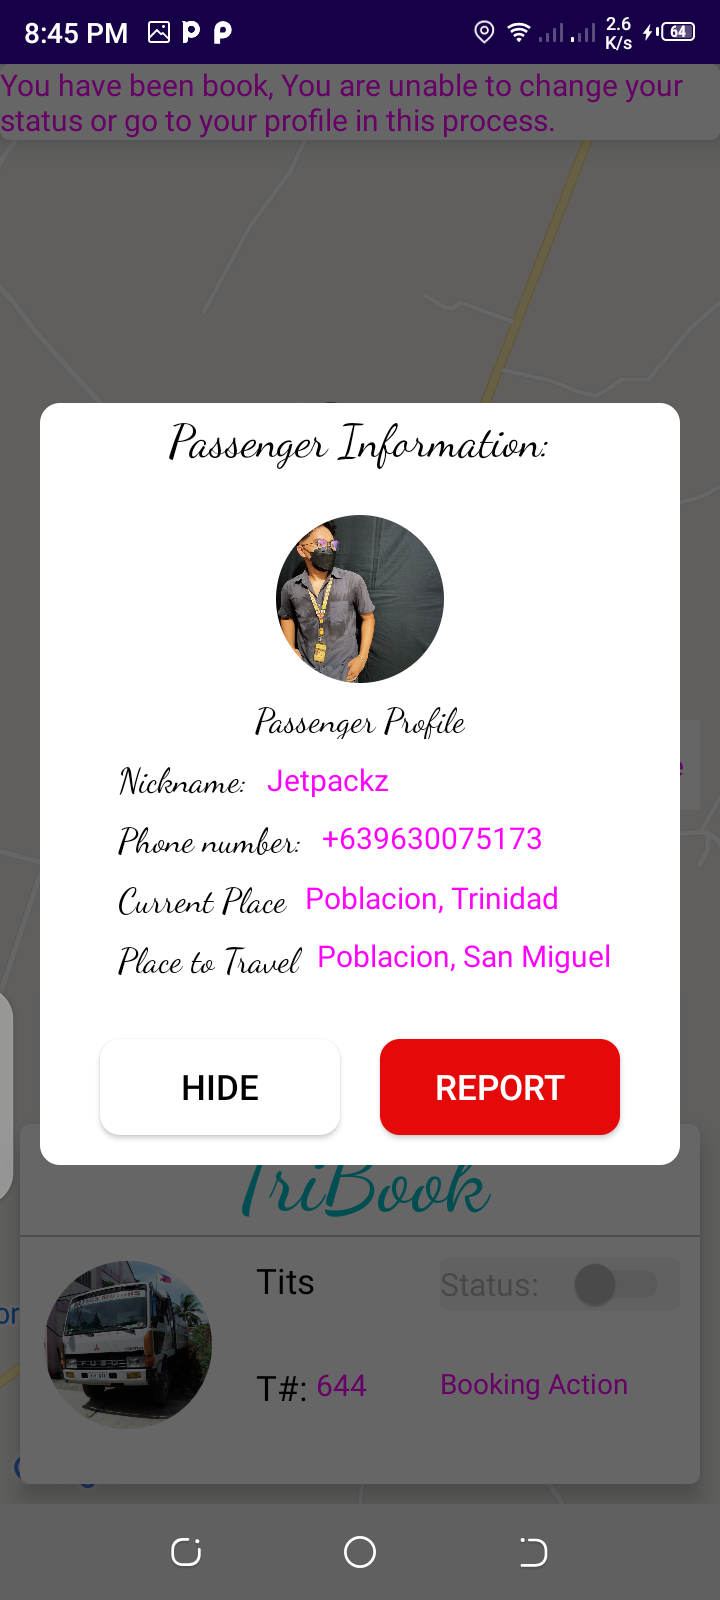 8:45 PM
2.6
K/s
64
You have been book, You are unable to change your
status or go to your profile in this process.
Passenger Information:
Passenger Profile
Nickname: Jetpackz
Phone number: +639630075173
Current Place Poblacion, Trinidad
Place to Travel Poblacion, San Miguel
HIDE REPORT
TriBook
Tits Status:
T#: 644 Booking Action